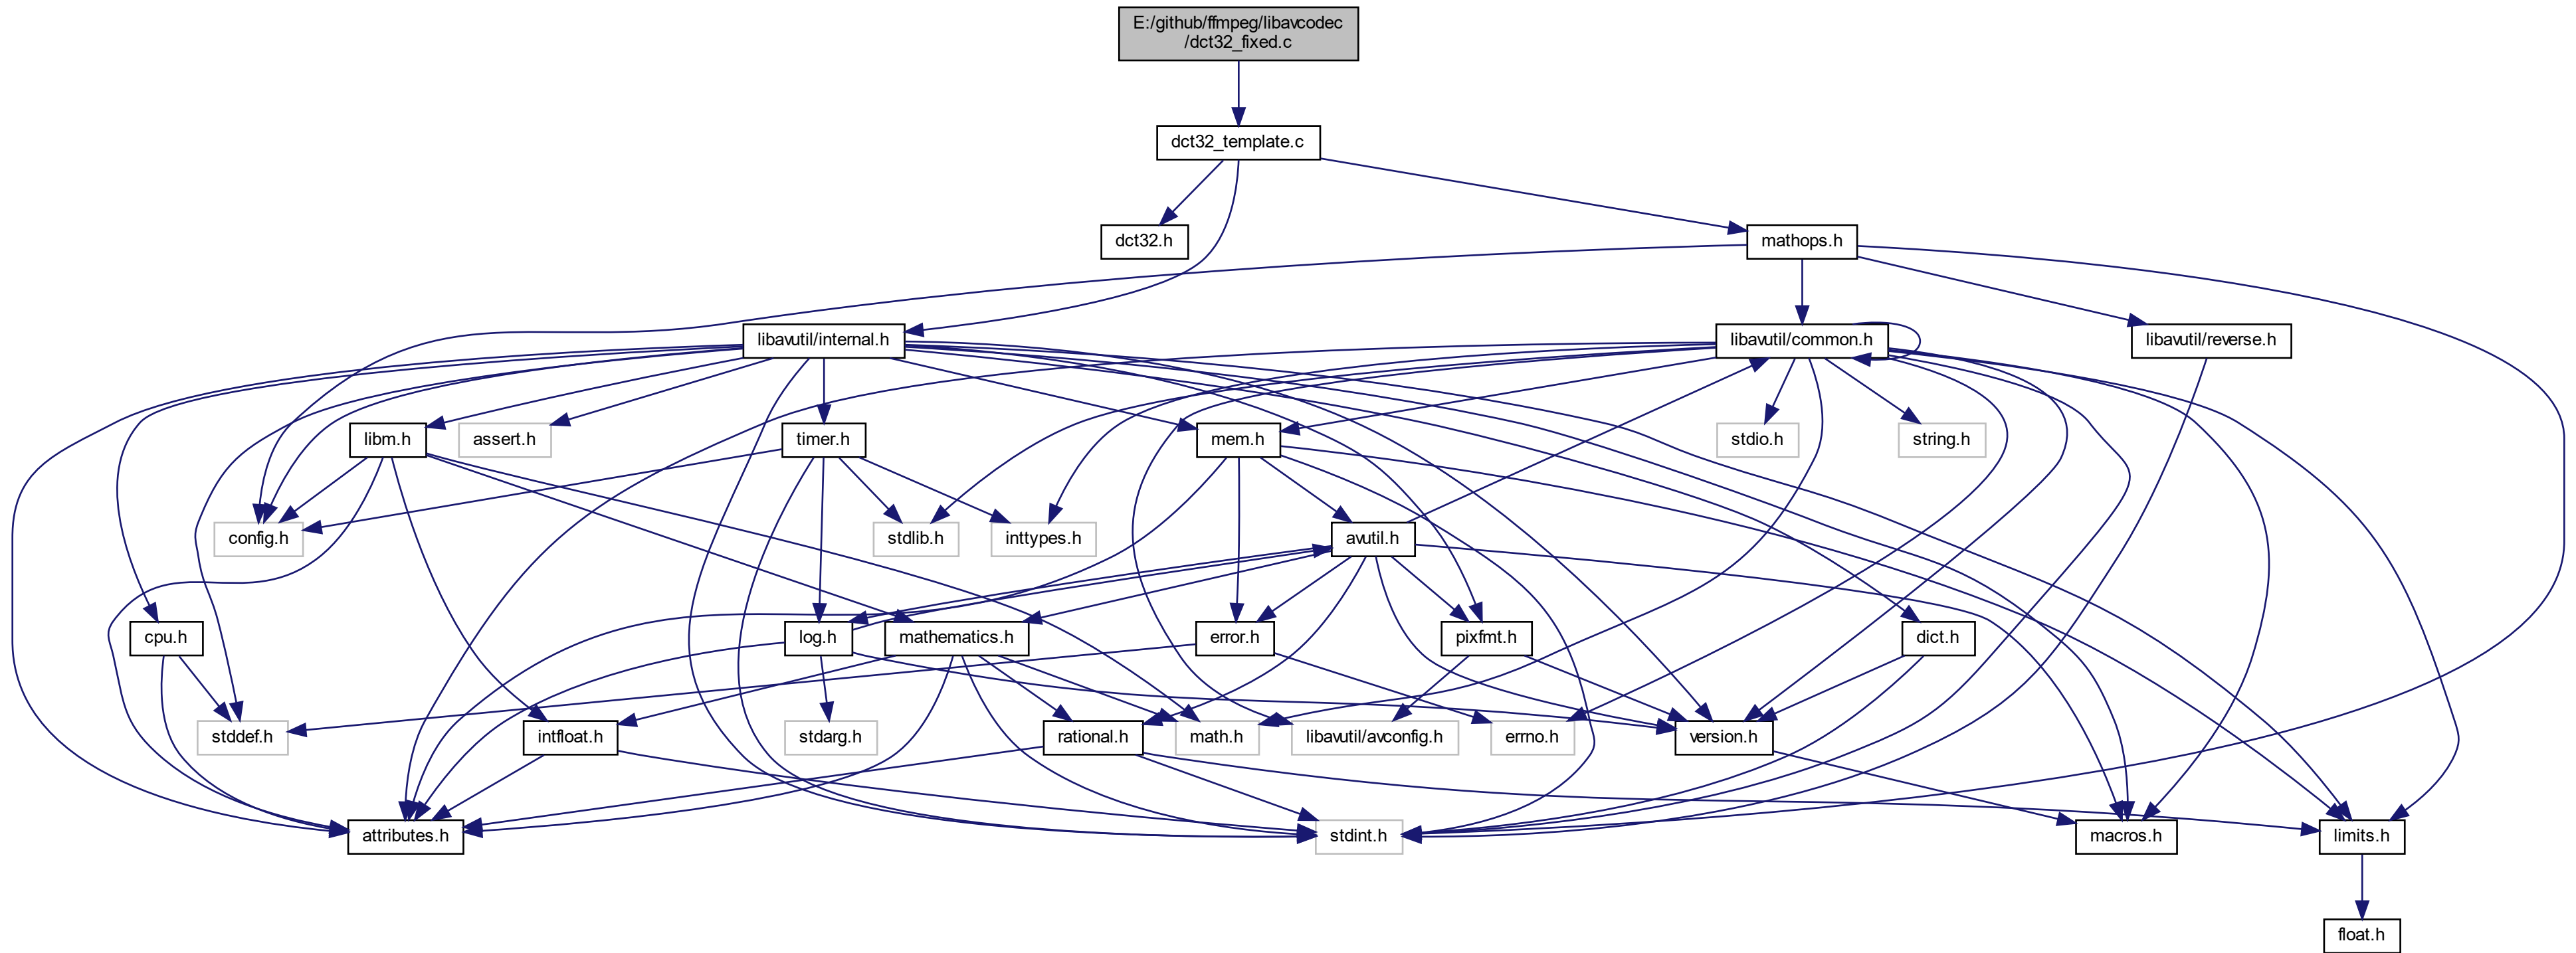 E:/github/ffmpeg/libavcodec
/dct32_fixed.c
dct32_template.c
dct32.h
mathops.h
libavutil/internal.h
libavutil/common.h
libavutil/reverse.h
libm.h
assert.h
timer.h
mem.h
stdio.h
string.h
config.h
stdlib.h
inttypes.h
avutil.h
cpu.h
log.h
mathematics.h
error.h
pixfmt.h
dict.h
stddef.h
intfloat.h
stdarg.h
rational.h
math.h
libavutil/avconfig.h
errno.h
version.h
attributes.h
stdint.h
macros.h
limits.h
float.h